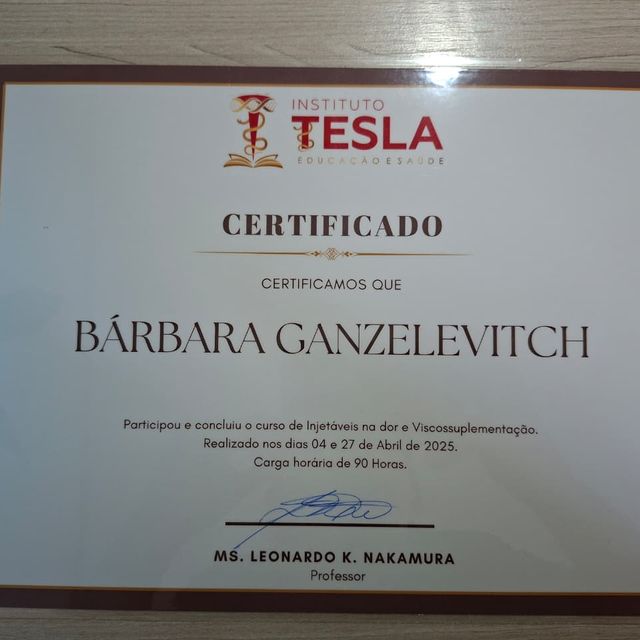 INSTITUTO
TESLA
EDUCAÇÃO E SAÚDE
CERTIFICADO
CERTIFICAMOS QUE
BÁRBARA GANZELEVITCH
Participou e concluiu o curso de Injetáveis na dor e Viscossuplementação.
Realizado nos dias 04 e 27 de Abril de 2025.
Carga horária de 90 Horas.
MS. LEONARDO K. NAKAMURA
Professor